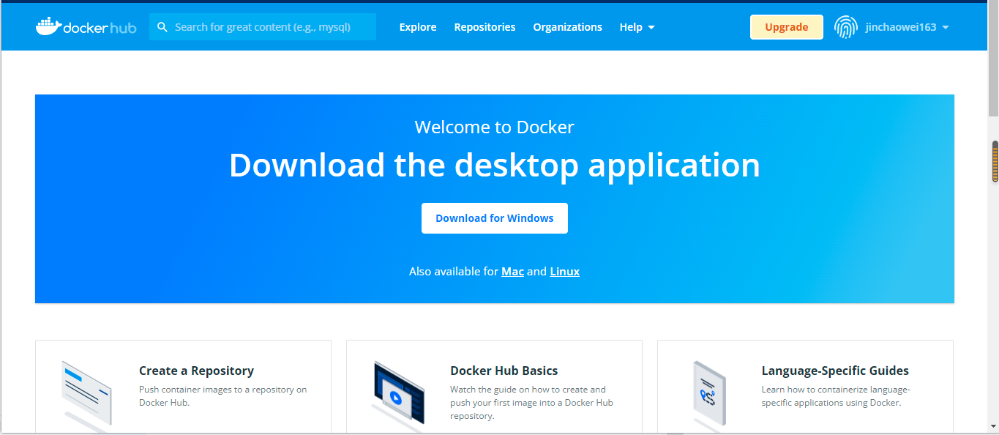 docker hub
Search for great content (e.g., mysql)
Explore
Repositories
Organizations
Help
Upgrade
jinchaowei163
Welcome to Docker
Download the desktop application
Download for Windows
Also available for Mac and Linux
Create a Repository
Push container images to a repository on
Docker Hub.
Docker Hub Basics
Watch the guide on how to create and
push your first image into a Docker Hub
repository.
Language-Specific Guides
Learn how to containerize language-
specific applications using Docker.